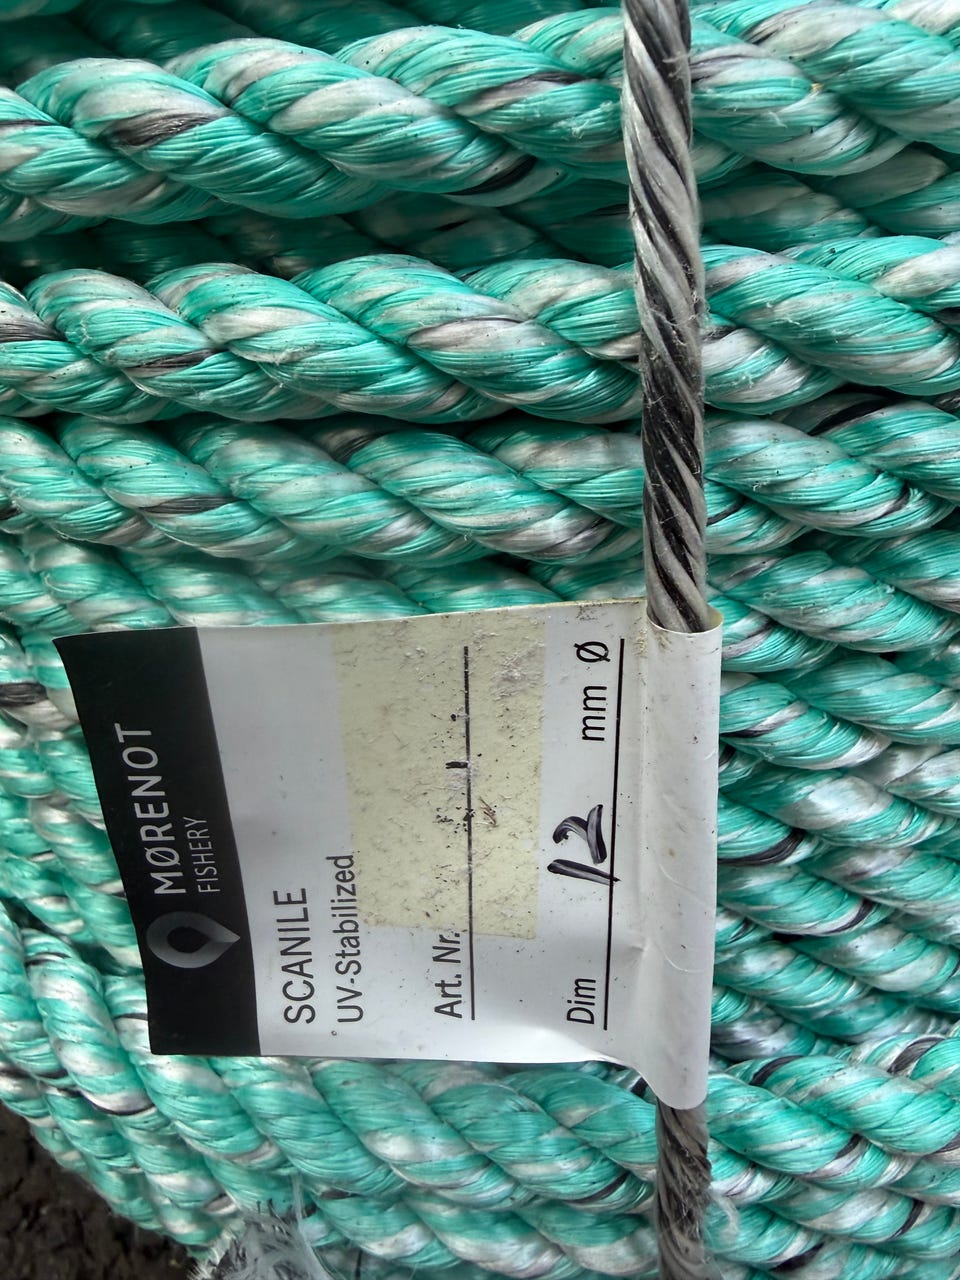 MØRENOT
FISHERY
SCANILE
UV-Stabilized
Art. Nr.
Dim 12 mm Ø